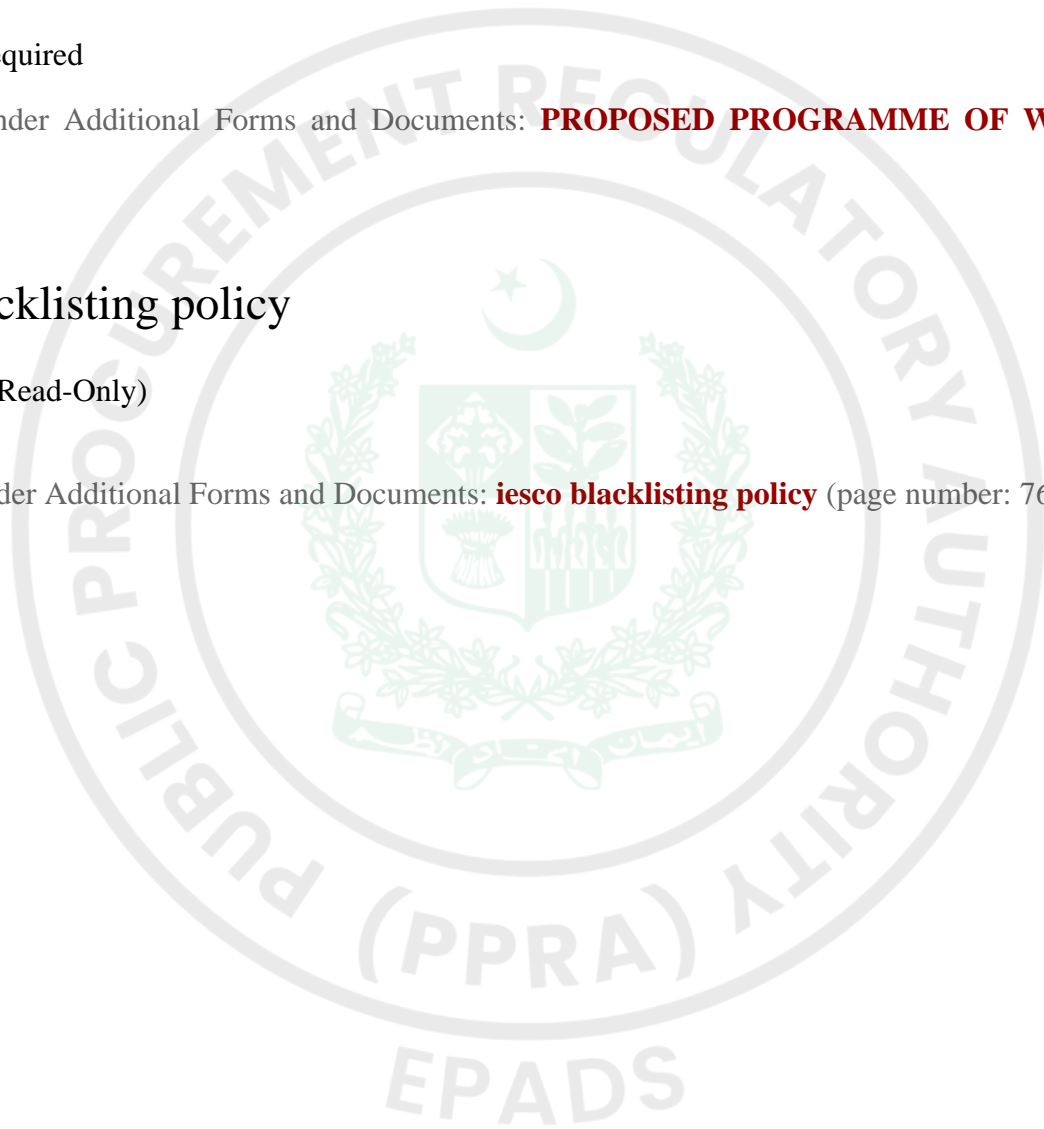 equired
nder Additional Forms and Documents: PROPOSED PROGRAMME OF W
cklisting policy
Read-Only)
der Additional Forms and Documents: iesco blacklisting policy (page number: 76
PUBLIC PROCUREMENT REGULATORY AUTHORITY
(PPRA)
EPADS